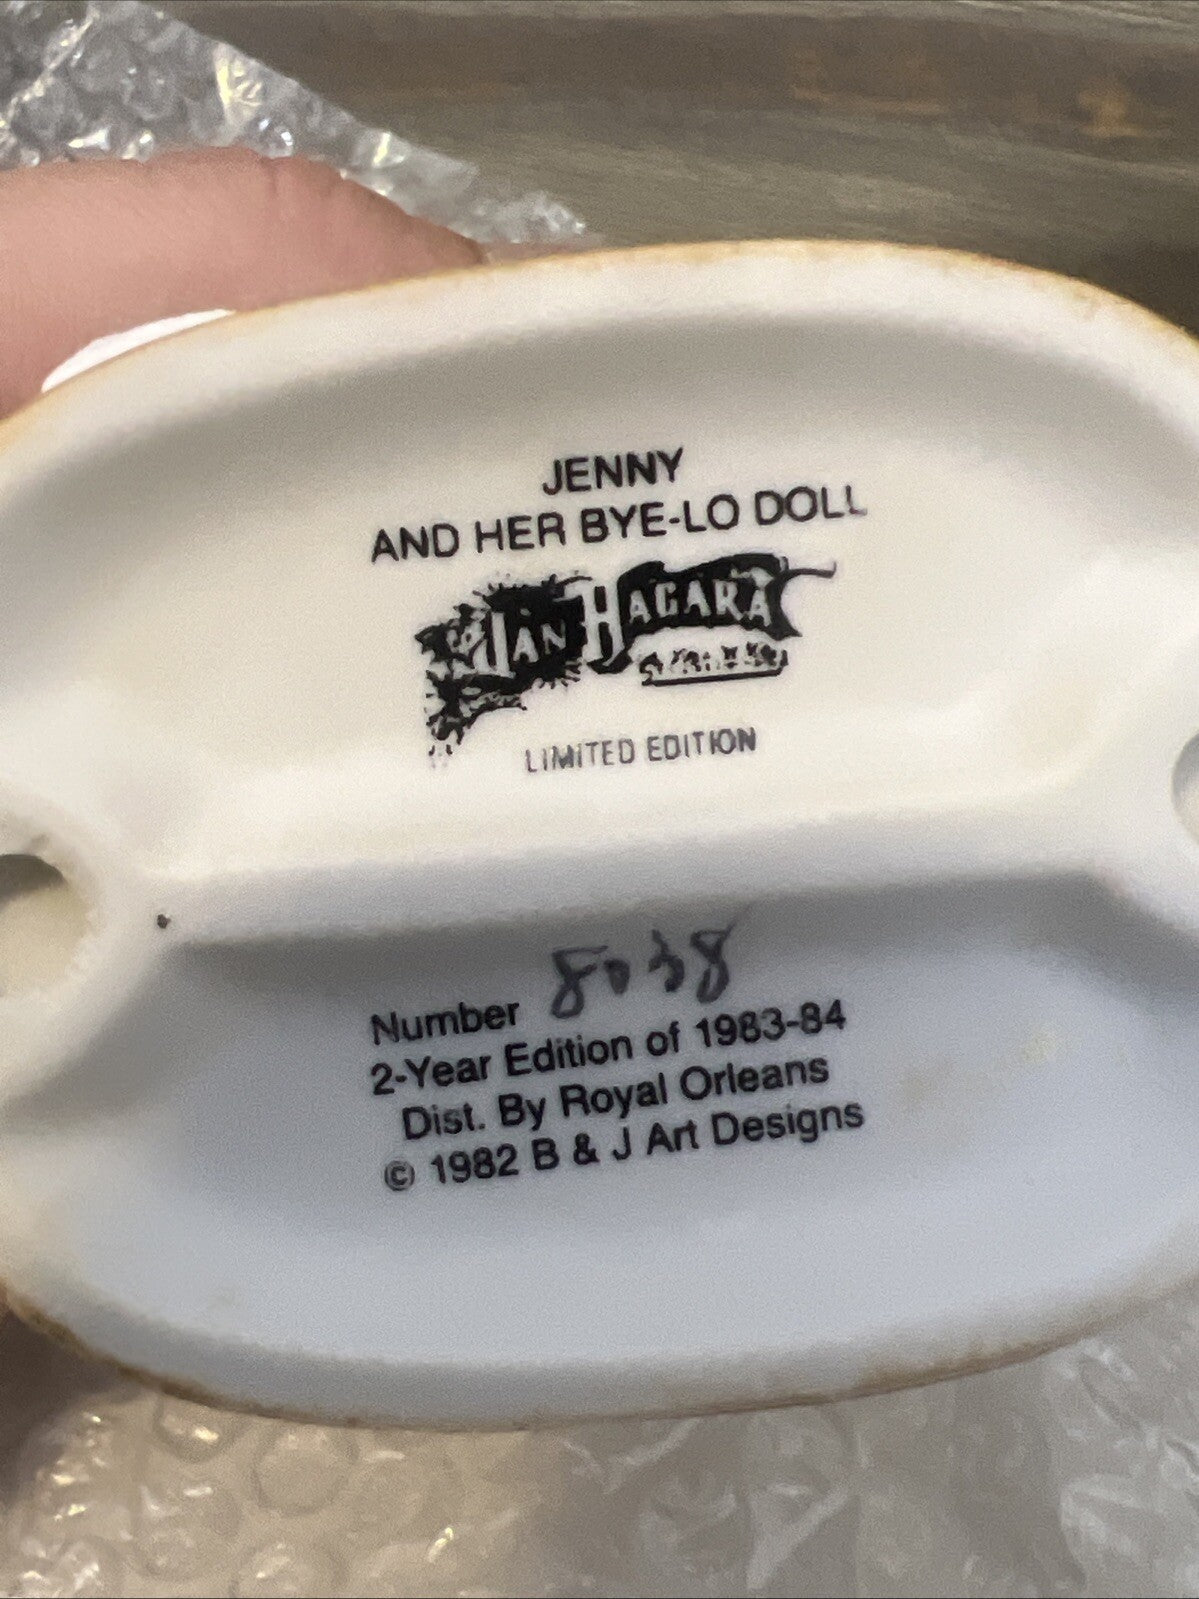 JENNY
AND HER BYE-LO DOLL
JAN HAGARA
LIMITED EDITION
Number 8038
2-Year Edition of 1983-84
Dist. By Royal Orleans
© 1982 B & J Art Designs